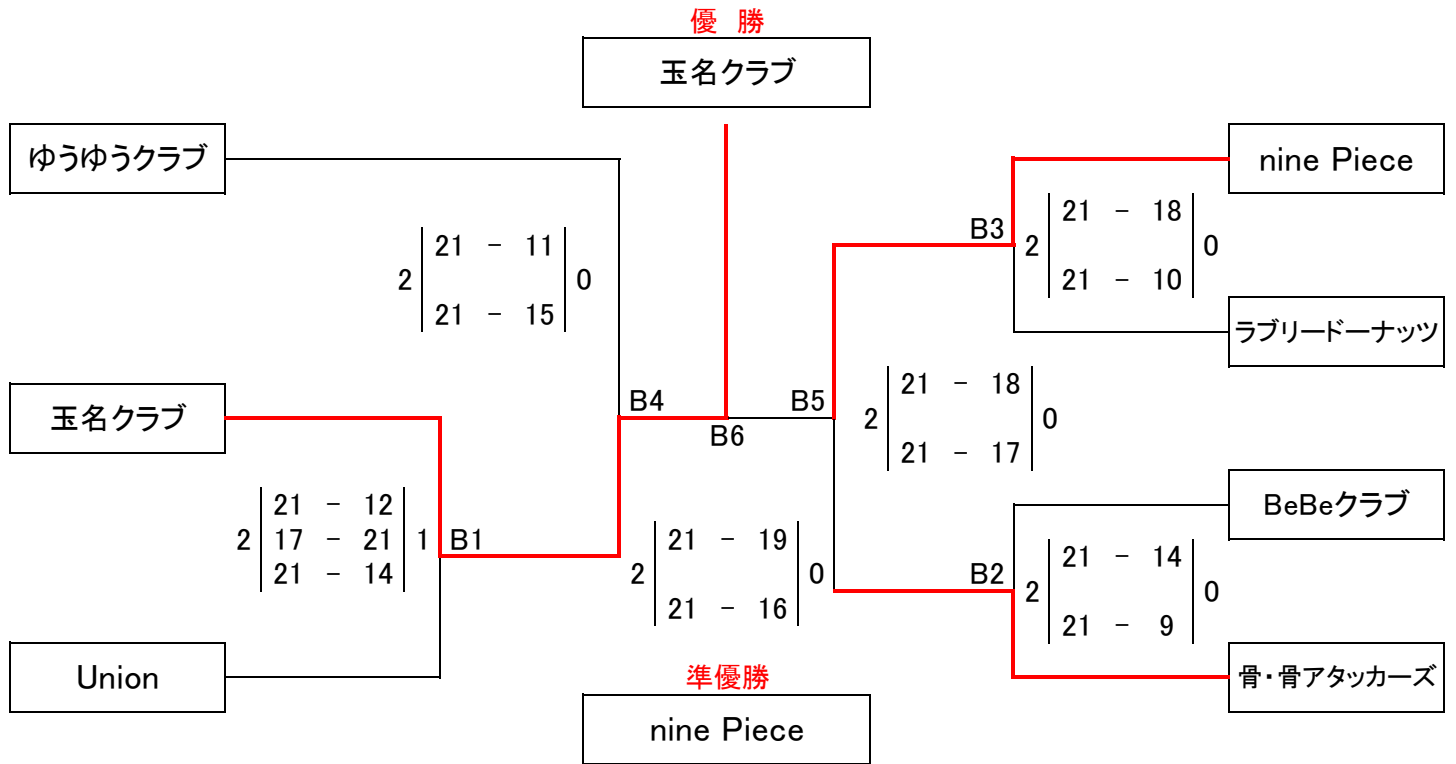 優 勝
玉名クラブ
ゆうゆうクラブ
nine Piece
B3
2 21 - 18 0
21 - 10
2 21 - 11 0
21 - 15
ラブリードーナッツ
玉名クラブ
B4
B6
B5
2 21 - 18 0
21 - 17
BeBeクラブ
2 21 - 12 1
17 - 21
21 - 14
B1
2 21 - 19 0
21 - 16
B2
2 21 - 14 0
21 - 9
Union
骨・骨アタッカーズ
準優勝
nine Piece